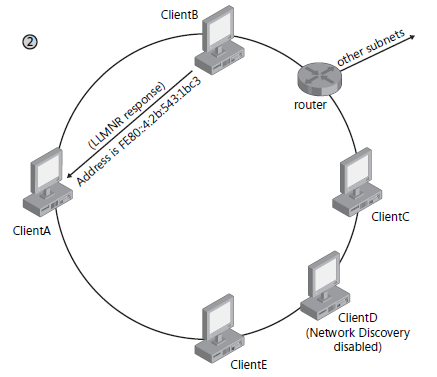 2
ClientB
other subnets
router
(LLMNR response)
Address is FE80::4:2b:543:1bc3
ClientA
ClientC
ClientD
(Network Discovery
disabled)
ClientE